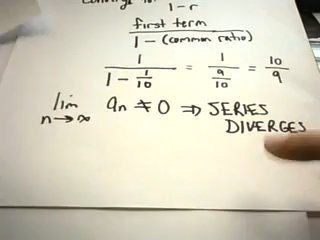 1 - r
first term
1 - (common ratio)
1 / (1 - 1/10) = 1 / (9/10) = 10/9
lim n→∞ an ≠ 0 ⇒ SERIES
DIVERGES